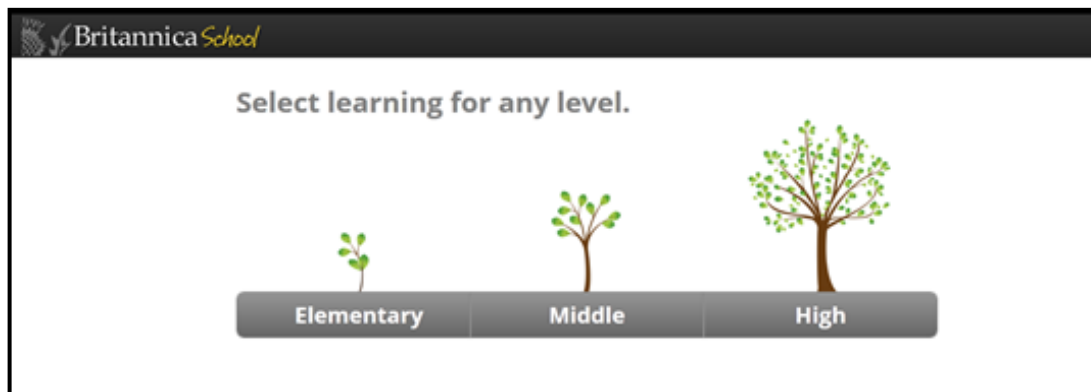 Britannica School
Select learning for any level.
Elementary Middle High